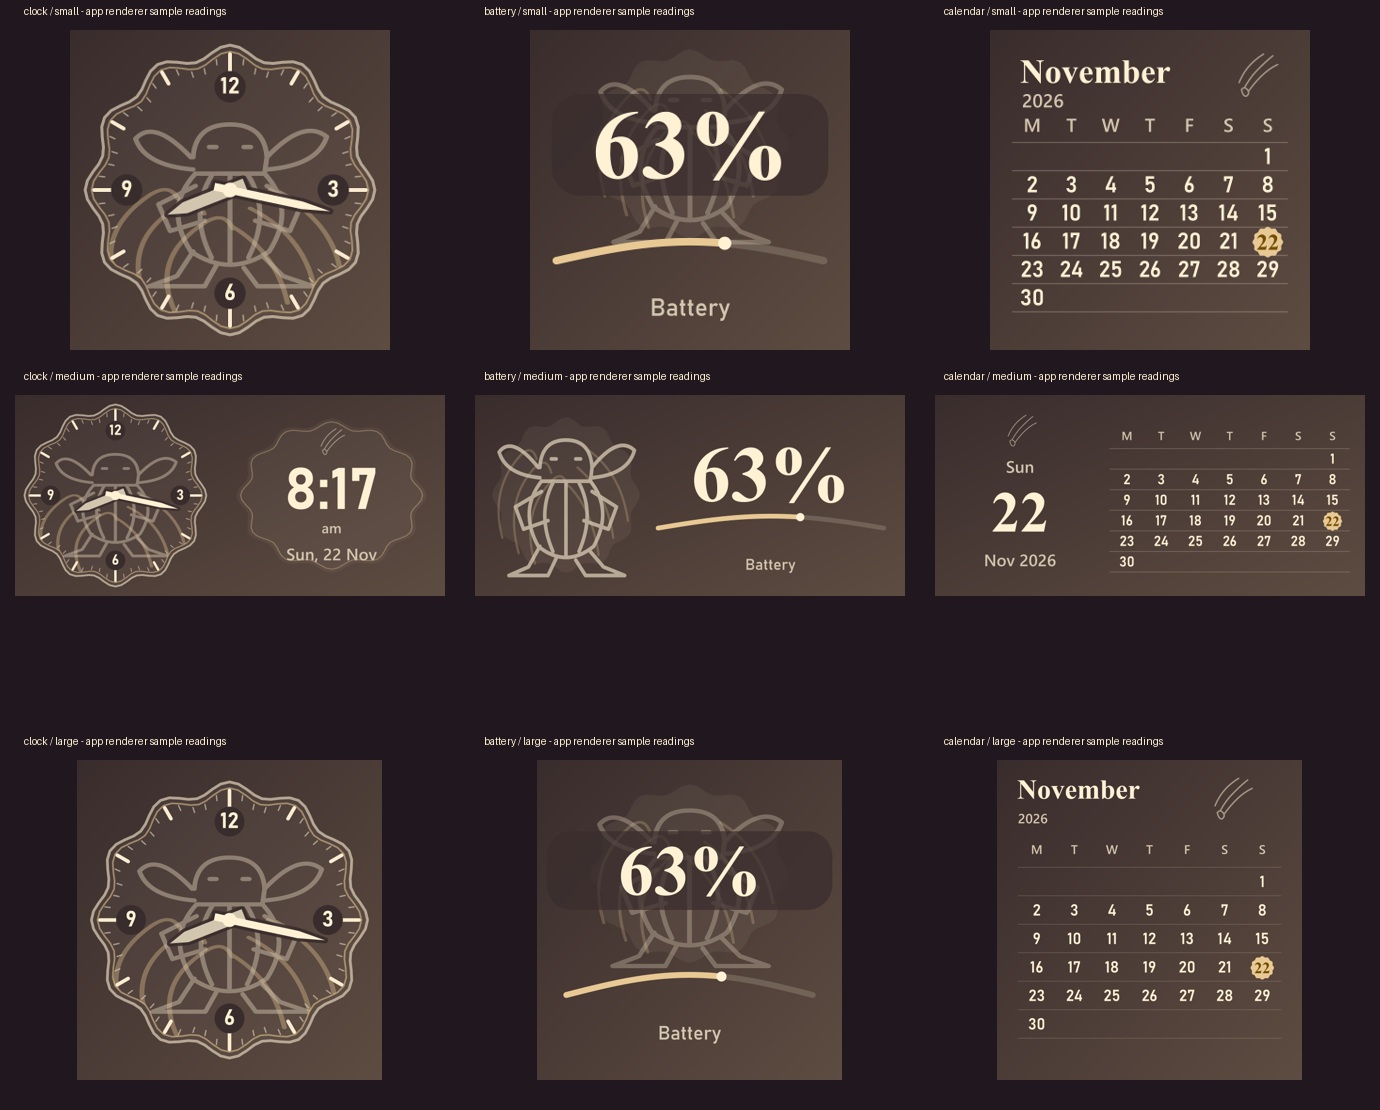 clock / small - app renderer sample readings
12
9
3
6
battery / small - app renderer sample readings
63%
Battery
calendar / small - app renderer sample readings
November
2026
M T W T F S S
1
2 3 4 5 6 7 8
9 10 11 12 13 14 15
16 17 18 19 20 21 22
23 24 25 26 27 28 29
30
clock / medium - app renderer sample readings
12
9
3
6
8:17
am
Sun, 22 Nov
battery / medium - app renderer sample readings
63%
Battery
calendar / medium - app renderer sample readings
Sun
22
Nov 2026
M T W T F S S
1
2 3 4 5 6 7 8
9 10 11 12 13 14 15
16 17 18 19 20 21 22
23 24 25 26 27 28 29
30
clock / large - app renderer sample readings
12
9
3
6
battery / large - app renderer sample readings
63%
Battery
calendar / large - app renderer sample readings
November
2026
M T W T F S S
1
2 3 4 5 6 7 8
9 10 11 12 13 14 15
16 17 18 19 20 21 22
23 24 25 26 27 28 29
30